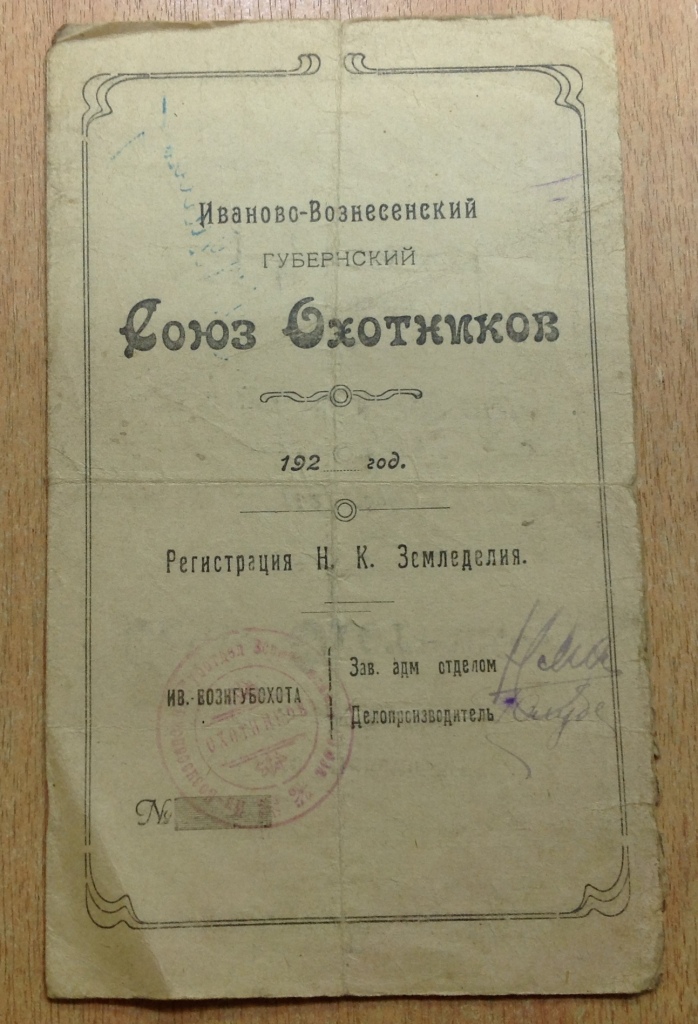 Иваново-Вознесенский
ГУБЕРНСКИЙ
Союз Охотников
192 год.
Регистрация Н. К. Земледелия.
ИВ.-ВОЗНГУБОХОТА
Зав. адм отделом
Делопроизводитель
№